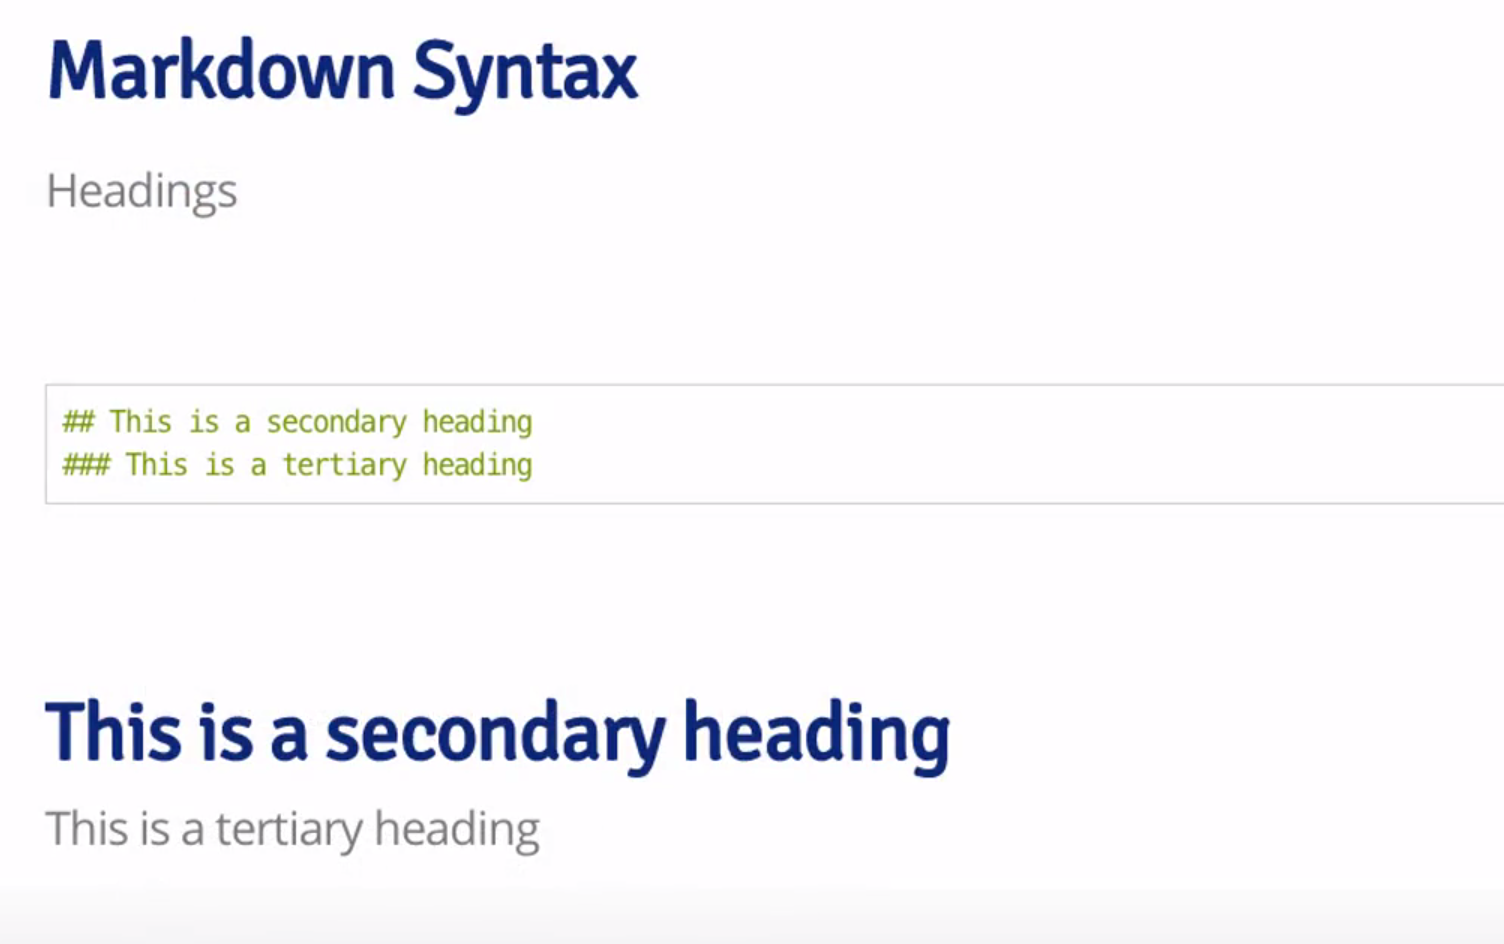 Markdown Syntax
Headings
## This is a secondary heading
### This is a tertiary heading
This is a secondary heading
This is a tertiary heading